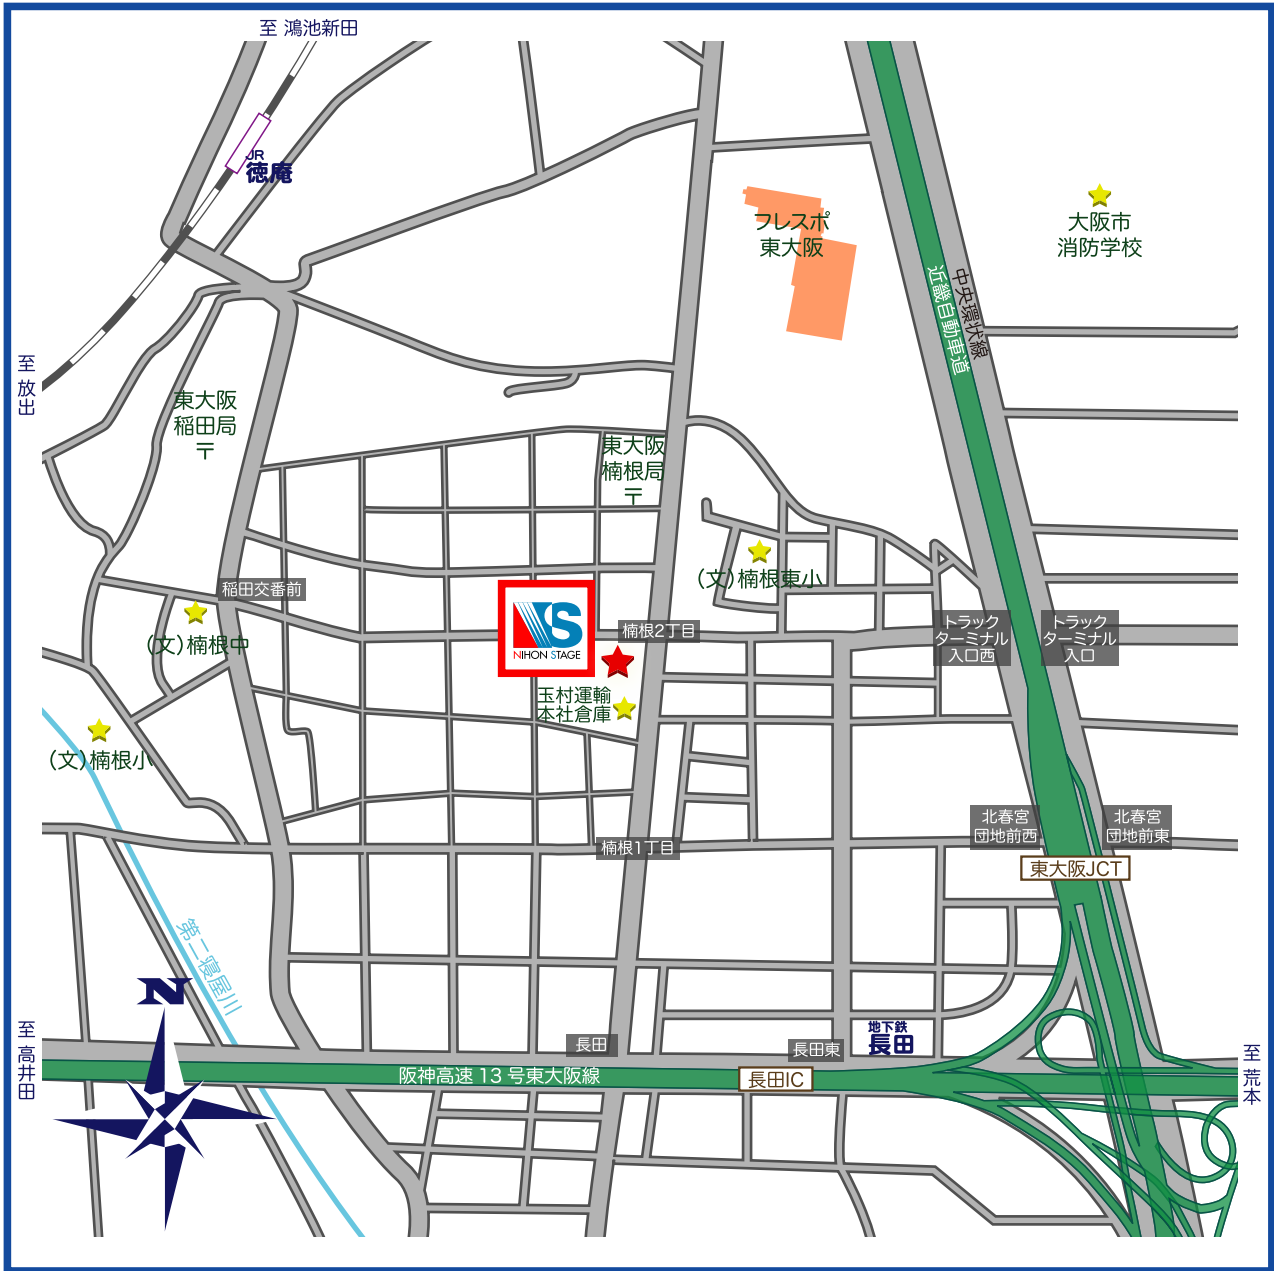 至 鴻池新田
JR
徳庵
フレスポ
東大阪
大阪市
消防学校
近畿自動車道
中央環状線
至 放出
東大阪
稲田局
〒
東大阪
楠根局
〒
(文)楠根東小
稲田交番前
(文)楠根中
NIHON STAGE
楠根2丁目
トラック
ターミナル
入口西
トラック
ターミナル
入口
玉村運輸
本社倉庫
(文)楠根小
北春宮
団地前西
北春宮
団地前東
楠根1丁目
東大阪JCT
第二寝屋川
N
至 高井田
長田
長田東
地下鉄
長田
阪神高速 13 号東大阪線
長田IC
至 荒本